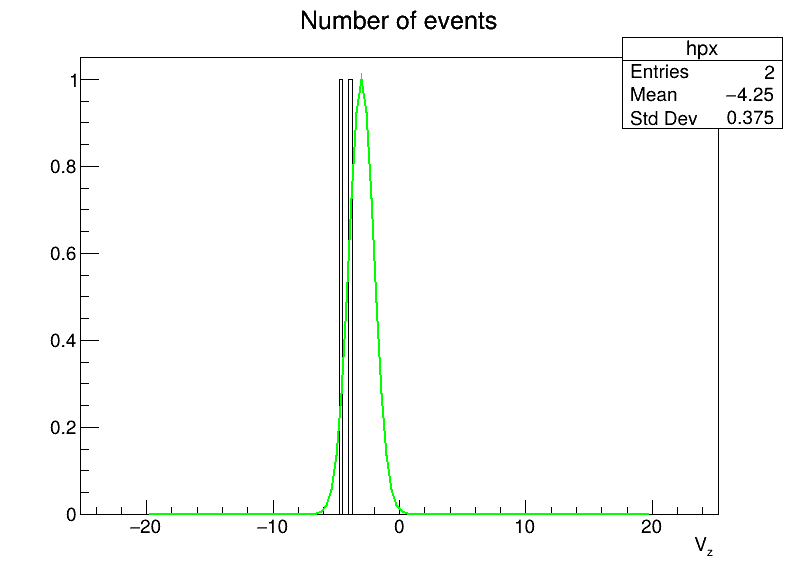 Number of events
hpx
Entries 2
Mean −4.25
Std Dev 0.375
1
0.8
0.6
0.4
0.2
0
−20 −10 0 10 20
Vz